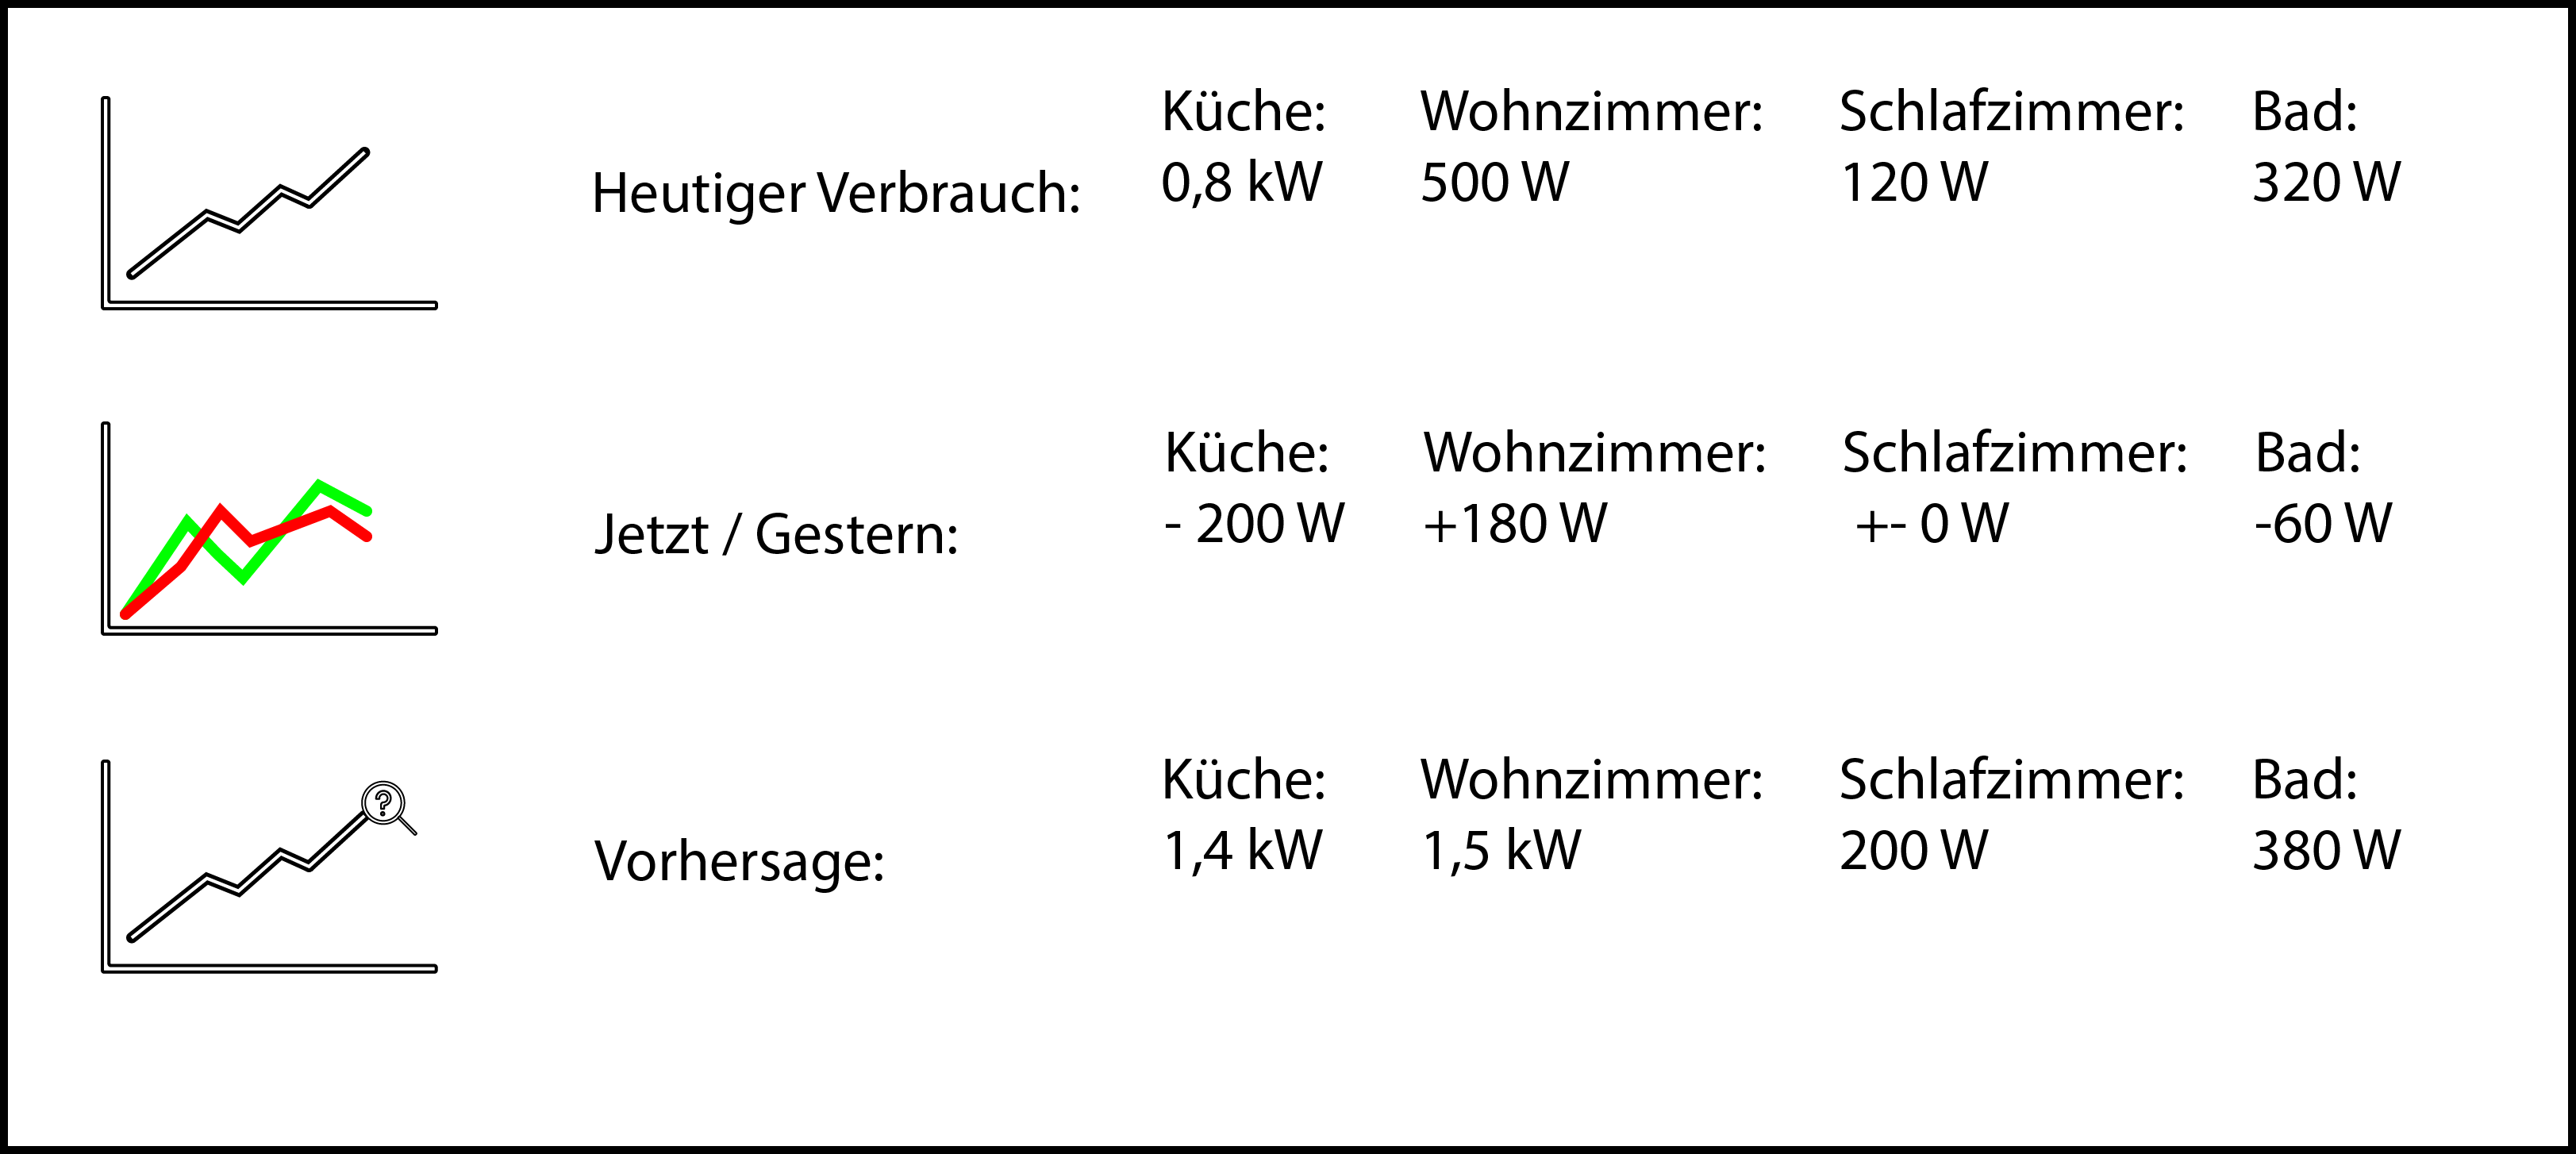 Küche: Wohnzimmer: Schlafzimmer: Bad:
Heutiger Verbrauch: 0,8 kW 500 W 120 W 320 W
Küche: Wohnzimmer: Schlafzimmer: Bad:
Jetzt / Gestern: - 200 W +180 W +- 0 W -60 W
?
Küche: Wohnzimmer: Schlafzimmer: Bad:
Vorhersage: 1,4 kW 1,5 kW 200 W 380 W